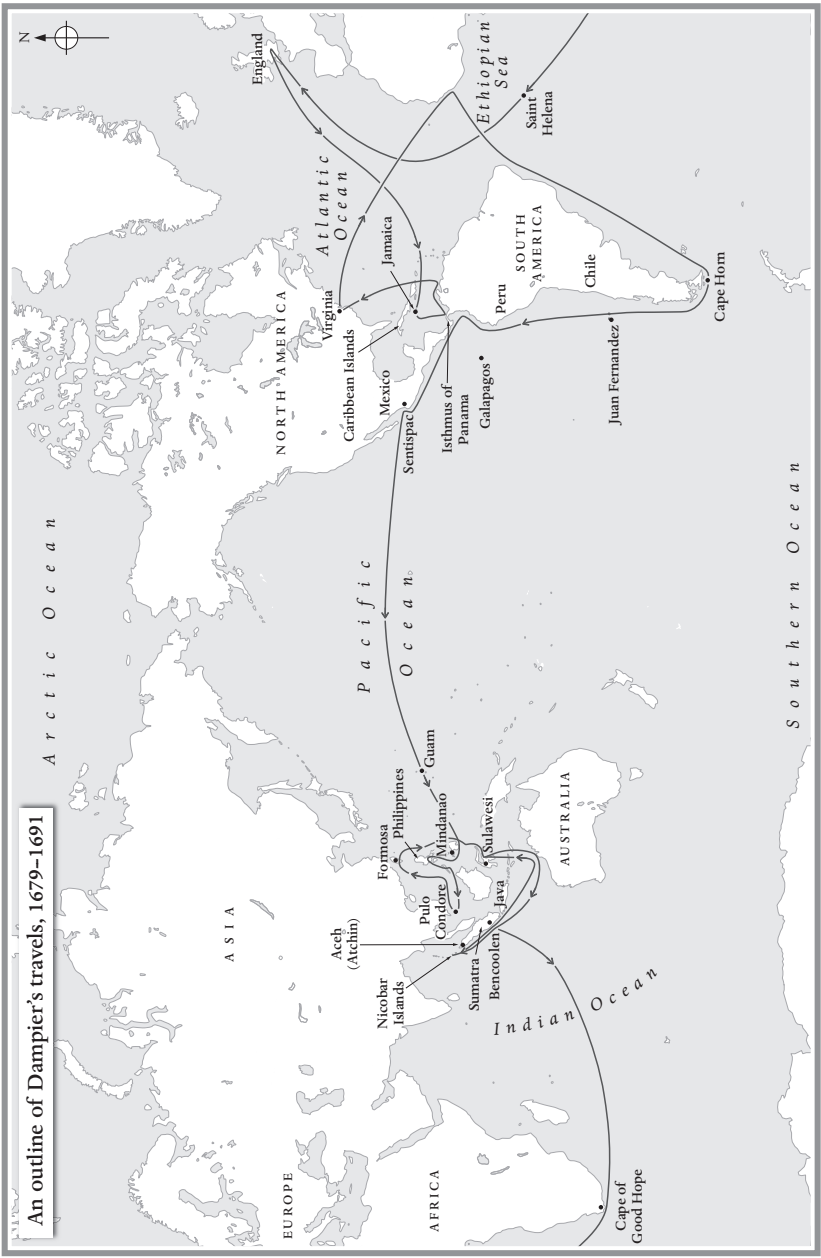 An outline of Dampier's travels, 1679–1691
N
Arctic Ocean
ASIA
EUROPE
AFRICA
NORTH AMERICA
SOUTH
AMERICA
AUSTRALIA
Atlantic
Ocean
Pacific
Ocean
Indian Ocean
Southern Ocean
Ethiopian
Sea
England
Saint
Helena
Virginia
Jamaica
Caribbean Islands
Mexico
Sentispac
Isthmus of
Panama
Galapagos
Peru
Chile
Juan Fernandez
Cape Horn
Guam
Formosa
Philippines
Mindanao
Sulawesi
Pulo
Condore
Java
Aceh
(Atchin)
Nicobar
Islands
Sumatra
Bencoolen
Cape of
Good Hope